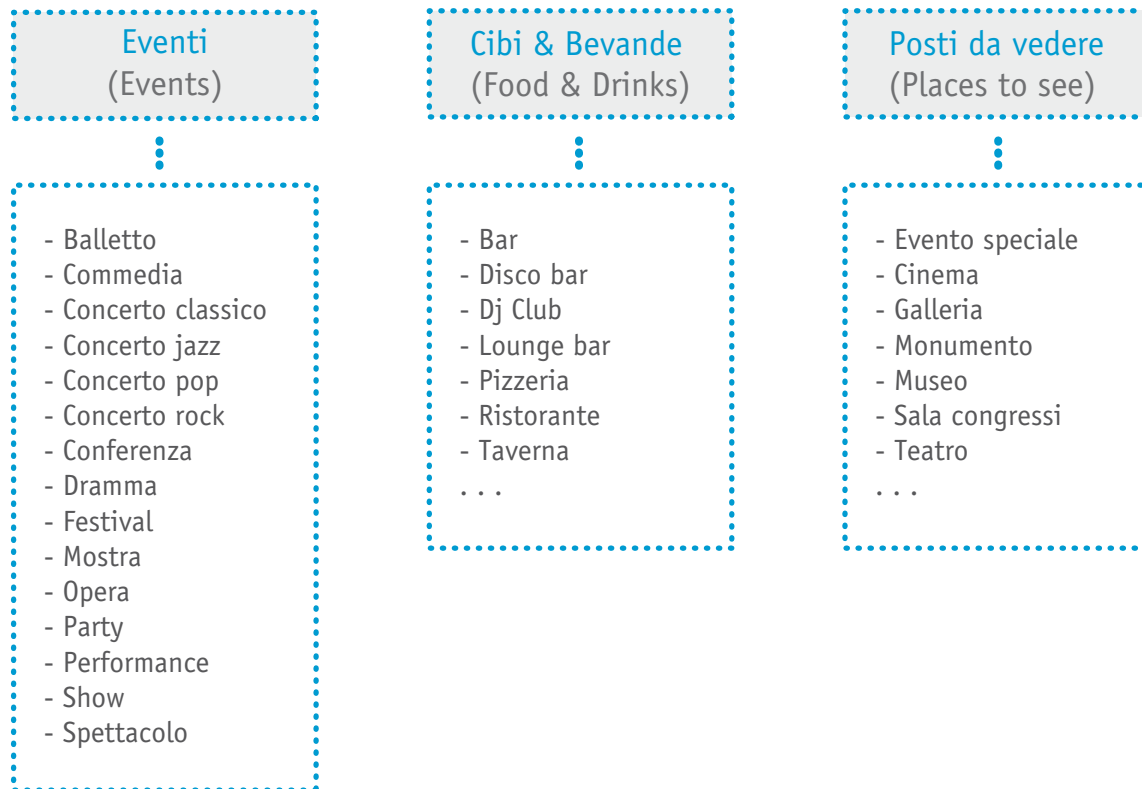 Eventi
(Events)
- Balletto
- Commedia
- Concerto classico
- Concerto jazz
- Concerto pop
- Concerto rock
- Conferenza
- Dramma
- Festival
- Mostra
- Opera
- Party
- Performance
- Show
- Spettacolo
Cibi & Bevande
(Food & Drinks)
- Bar
- Disco bar
- Dj Club
- Lounge bar
- Pizzeria
- Ristorante
- Taverna
. . .
Posti da vedere
(Places to see)
- Evento speciale
- Cinema
- Galleria
- Monumento
- Museo
- Sala congressi
- Teatro
. . .